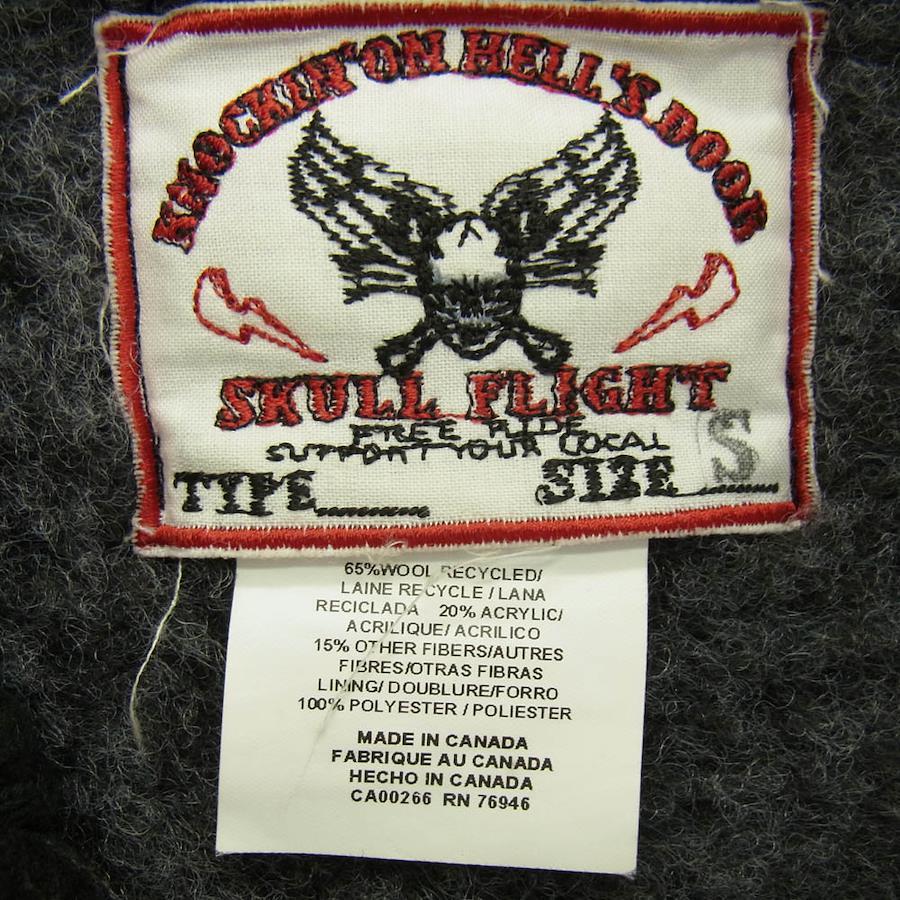 KNOCKIN'ON HELL'S.DOOR
SKULL FLIGHT
FREE RIDE
SUPPORT YOUR LOCAL
TYPE SIZE S
65%WOOL RECYCLED/
LAINE RECYCLE / LANA
RECICLADA 20% ACRYLIC/
ACRILIQUE/ ACRILICO
15% OTHER FIBERS/AUTRES
FIBRES/OTRAS FIBRAS
LINING/ DOUBLURE/FORRO
100% POLYESTER / POLIESTER
MADE IN CANADA
FABRIQUE AU CANADA
HECHO IN CANADA
CA00266 RN 76946